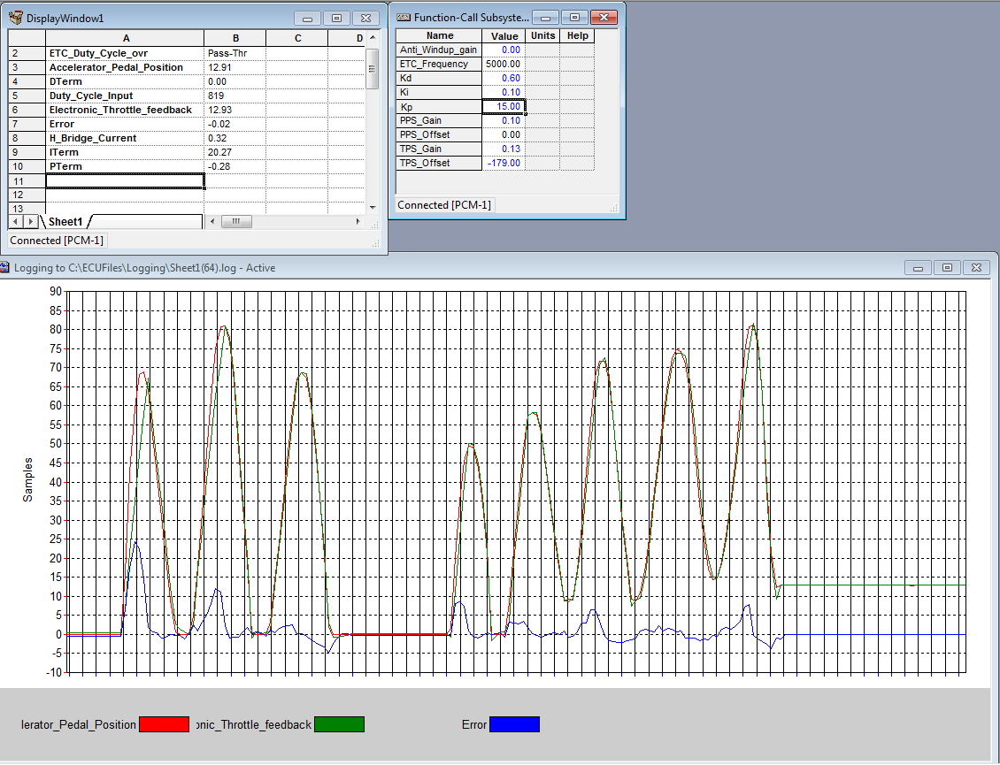 DisplayWindow1
A B C D
2 ETC_Duty_Cycle_ovr Pass-Thr
3 Accelerator_Pedal_Position 12.91
4 DTerm 0.00
5 Duty_Cycle_Input 819
6 Electronic_Throttle_feedback 12.93
7 Error -0.02
8 H_Bridge_Current 0.32
9 ITerm 20.27
10 PTerm -0.28
11
12
13
Sheet1
Connected [PCM-1]
Function-Call Subsyste...
Name Value Units Help
Anti_Windup_gain 0.00
ETC_Frequency 5000.00
Kd 0.60
Ki 0.10
Kp 15.00
PPS_Gain 0.10
PPS_Offset 0.00
TPS_Gain 0.13
TPS_Offset -179.00
Connected [PCM-1]
Logging to C:\ECUFiles\Logging\Sheet1(64).log - Active
90
85
80
75
70
65
60
55
50
45
40
35
30
25
20
15
10
5
0
-5
-10
Samples
lerator_Pedal_Position onic_Throttle_feedback Error